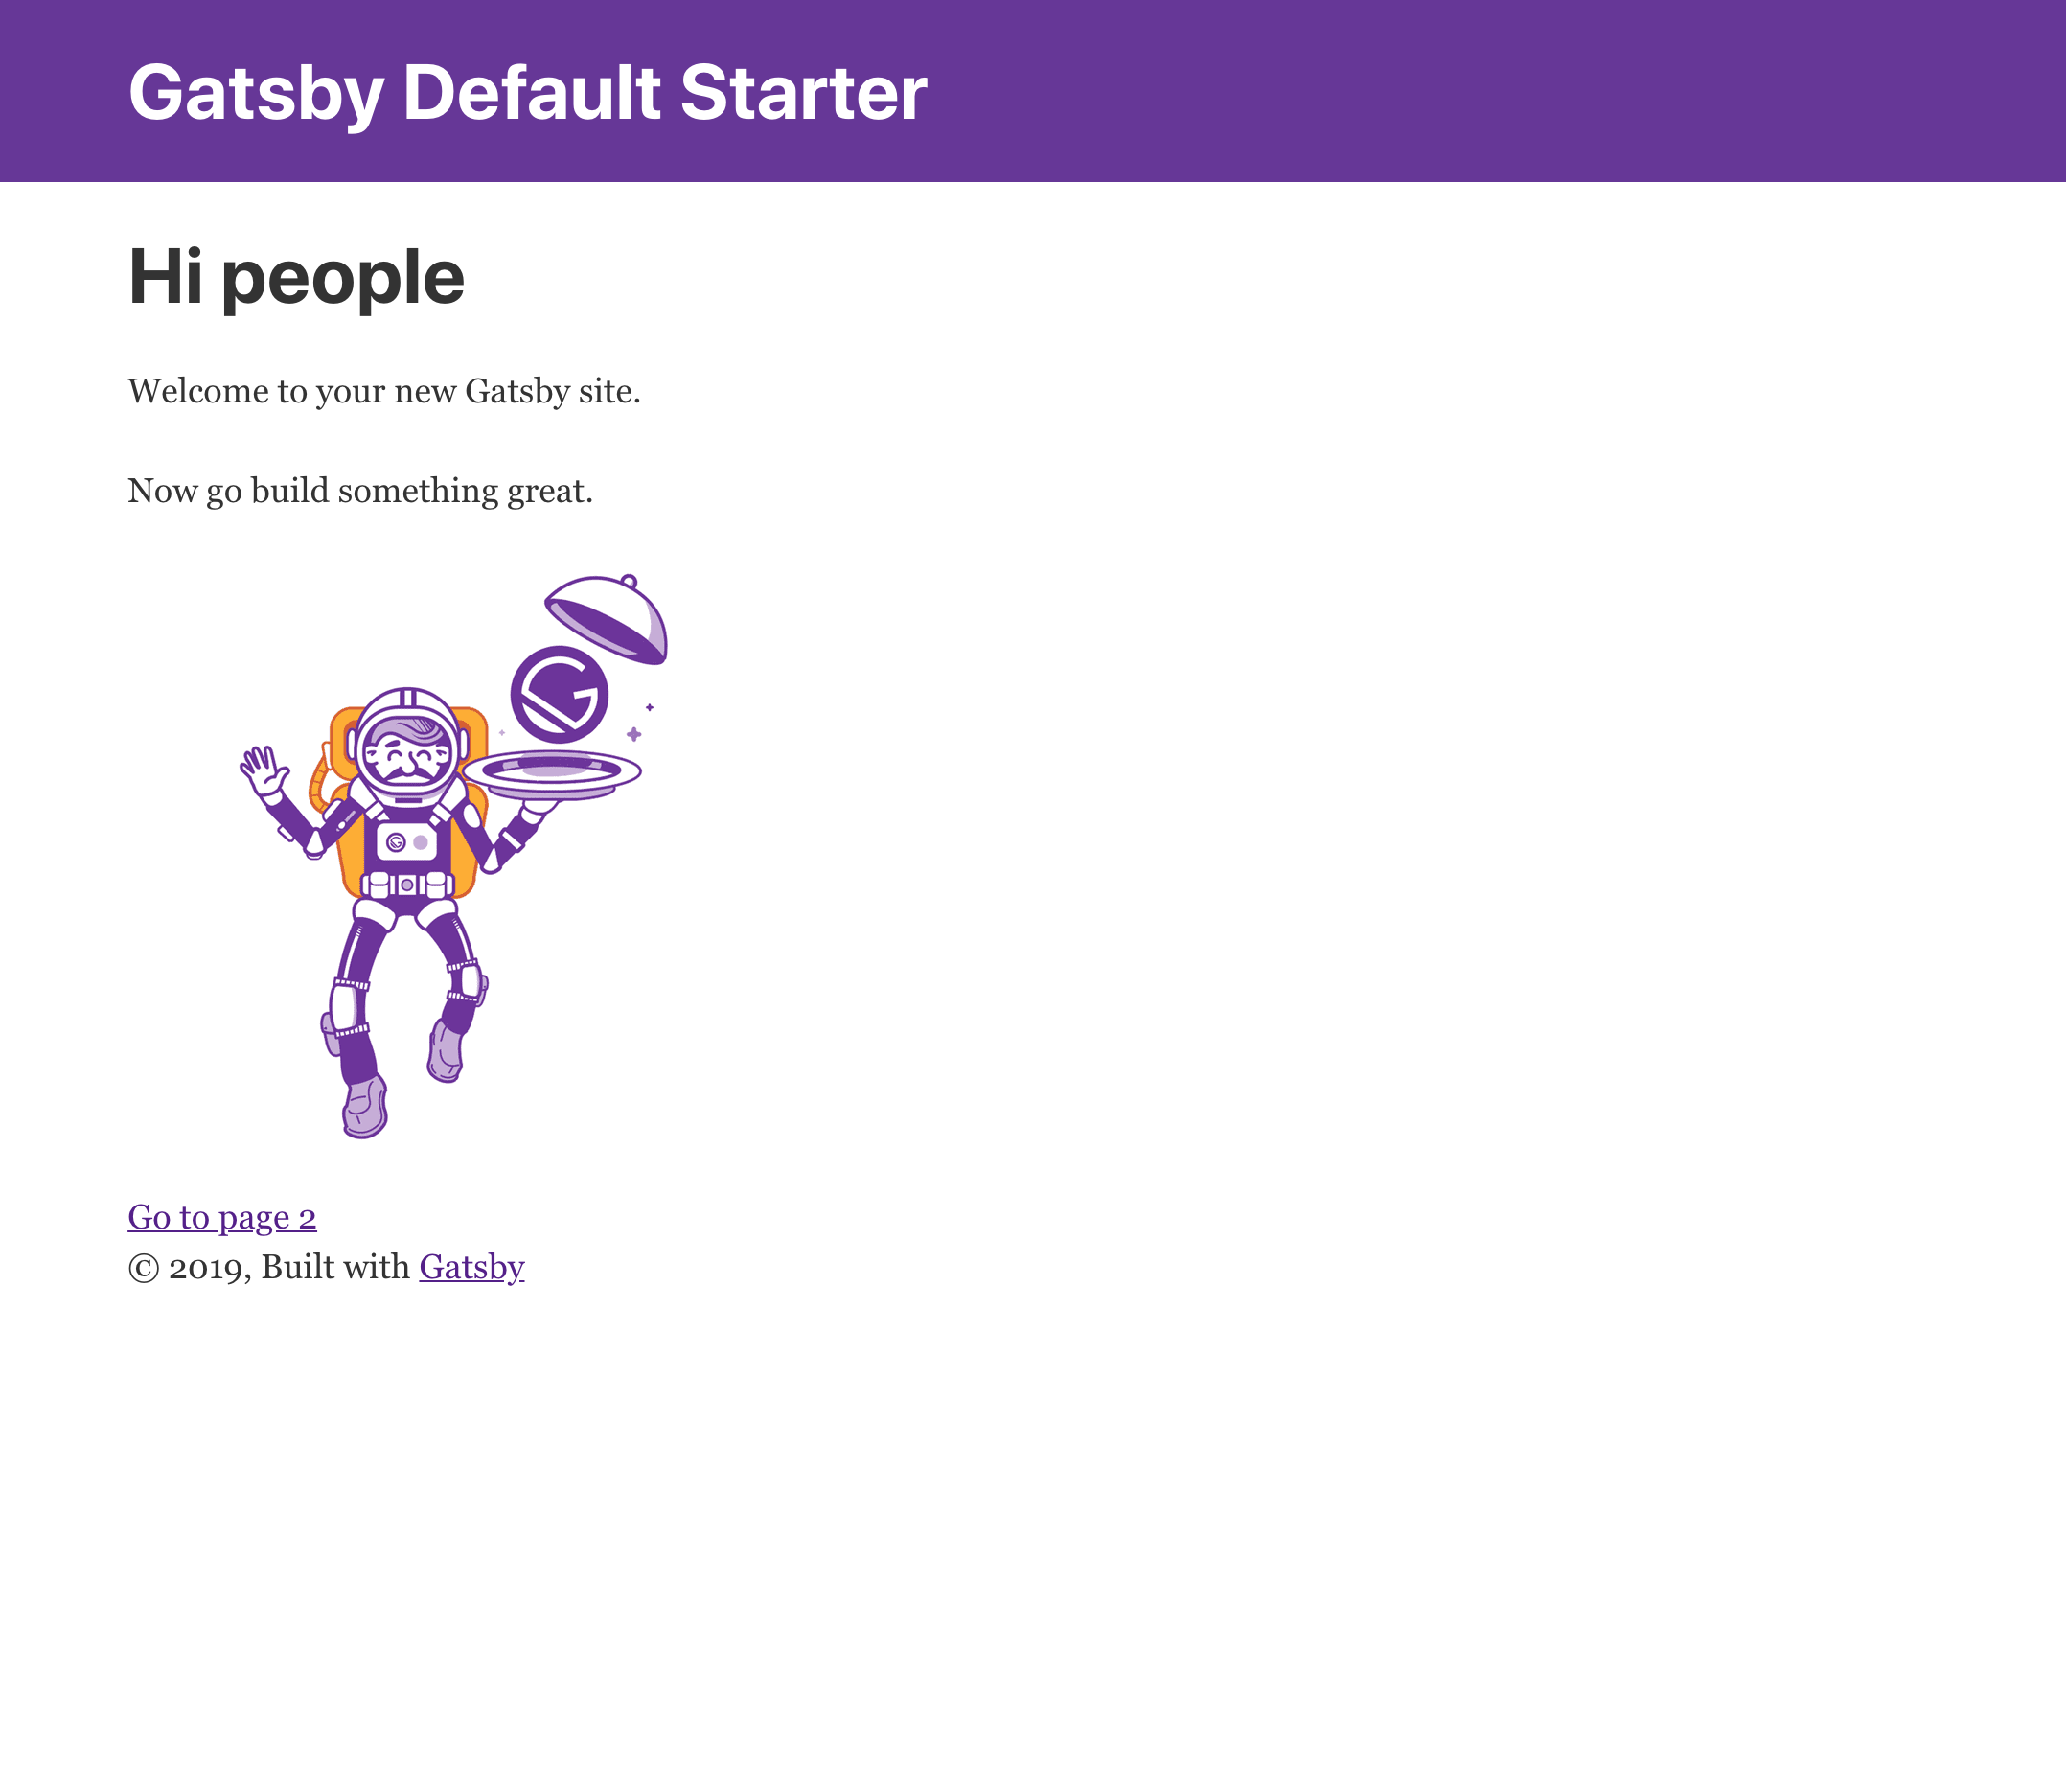 Gatsby Default Starter
Hi people
Welcome to your new Gatsby site.
Now go build something great.
Go to page 2
© 2019, Built with Gatsby